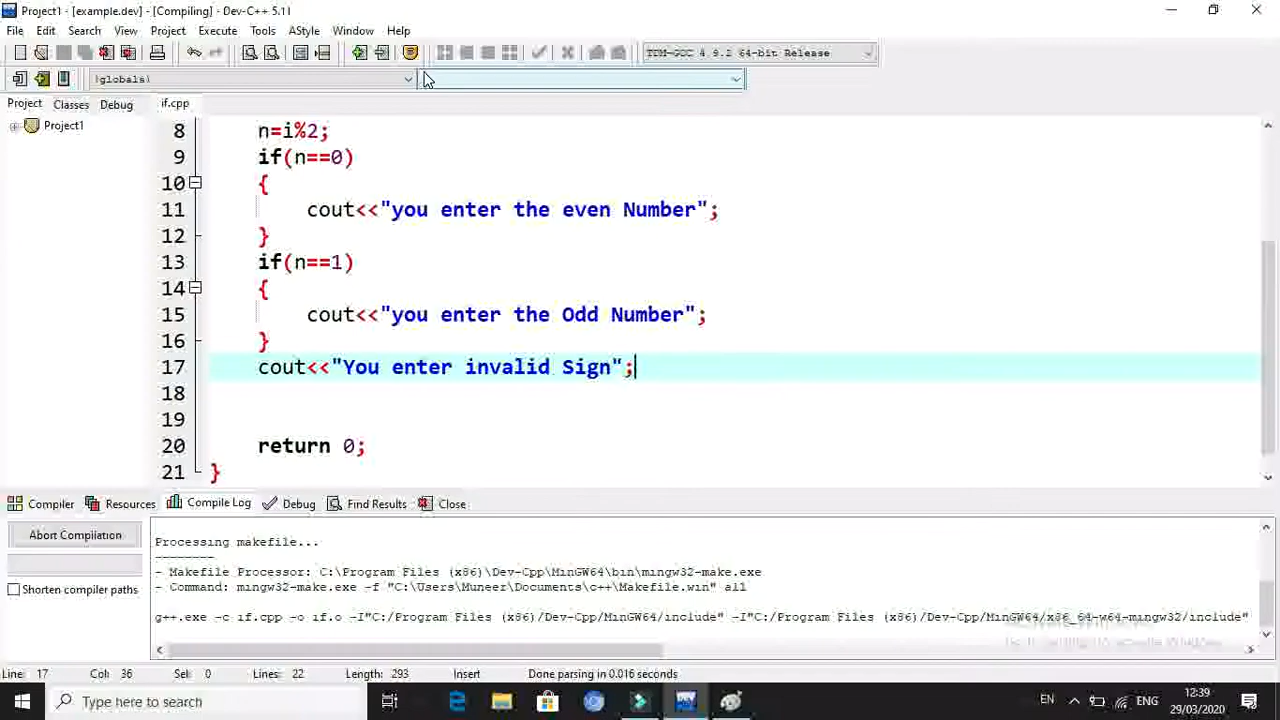 Project1 - [example.dev] - [Compiling] - Dev-C++ 5.11
File Edit Search View Project Execute Tools AStyle Window Help
TDM-GCC 4.9.2 64-bit Release
(globals)
Project Classes Debug if.cpp
Project1
8 n=i%2;
9 if(n==0)
10 {
11 cout<<"you enter the even Number";
12 }
13 if(n==1)
14 {
15 cout<<"you enter the Odd Number";
16 }
17 cout<<"You enter invalid Sign";
18
19
20 return 0;
21 }
Compiler Resources Compile Log Debug Find Results Close
Abort Compilation
Shorten compiler paths
Processing makefile...
--------
- Makefile Processor: C:\Program Files (x86)\Dev-Cpp\MinGW64\bin\mingw32-make.exe
- Command: mingw32-make.exe -f "C:\Users\Muneer\Documents\c++\Makefile.win" all
g++.exe -c if.cpp -o if.o -I"C:/Program Files (x86)/Dev-Cpp/MinGW64/include" -I"C:/Program Files (x86)/Dev-Cpp/MinGW64/x86_64-w64-mingw32/include"
Line: 17 Col: 36 Sel: 0 Lines: 22 Length: 293 Insert Done parsing in 0.016 seconds
Type here to search
EN ENG
12:39
29/03/2020